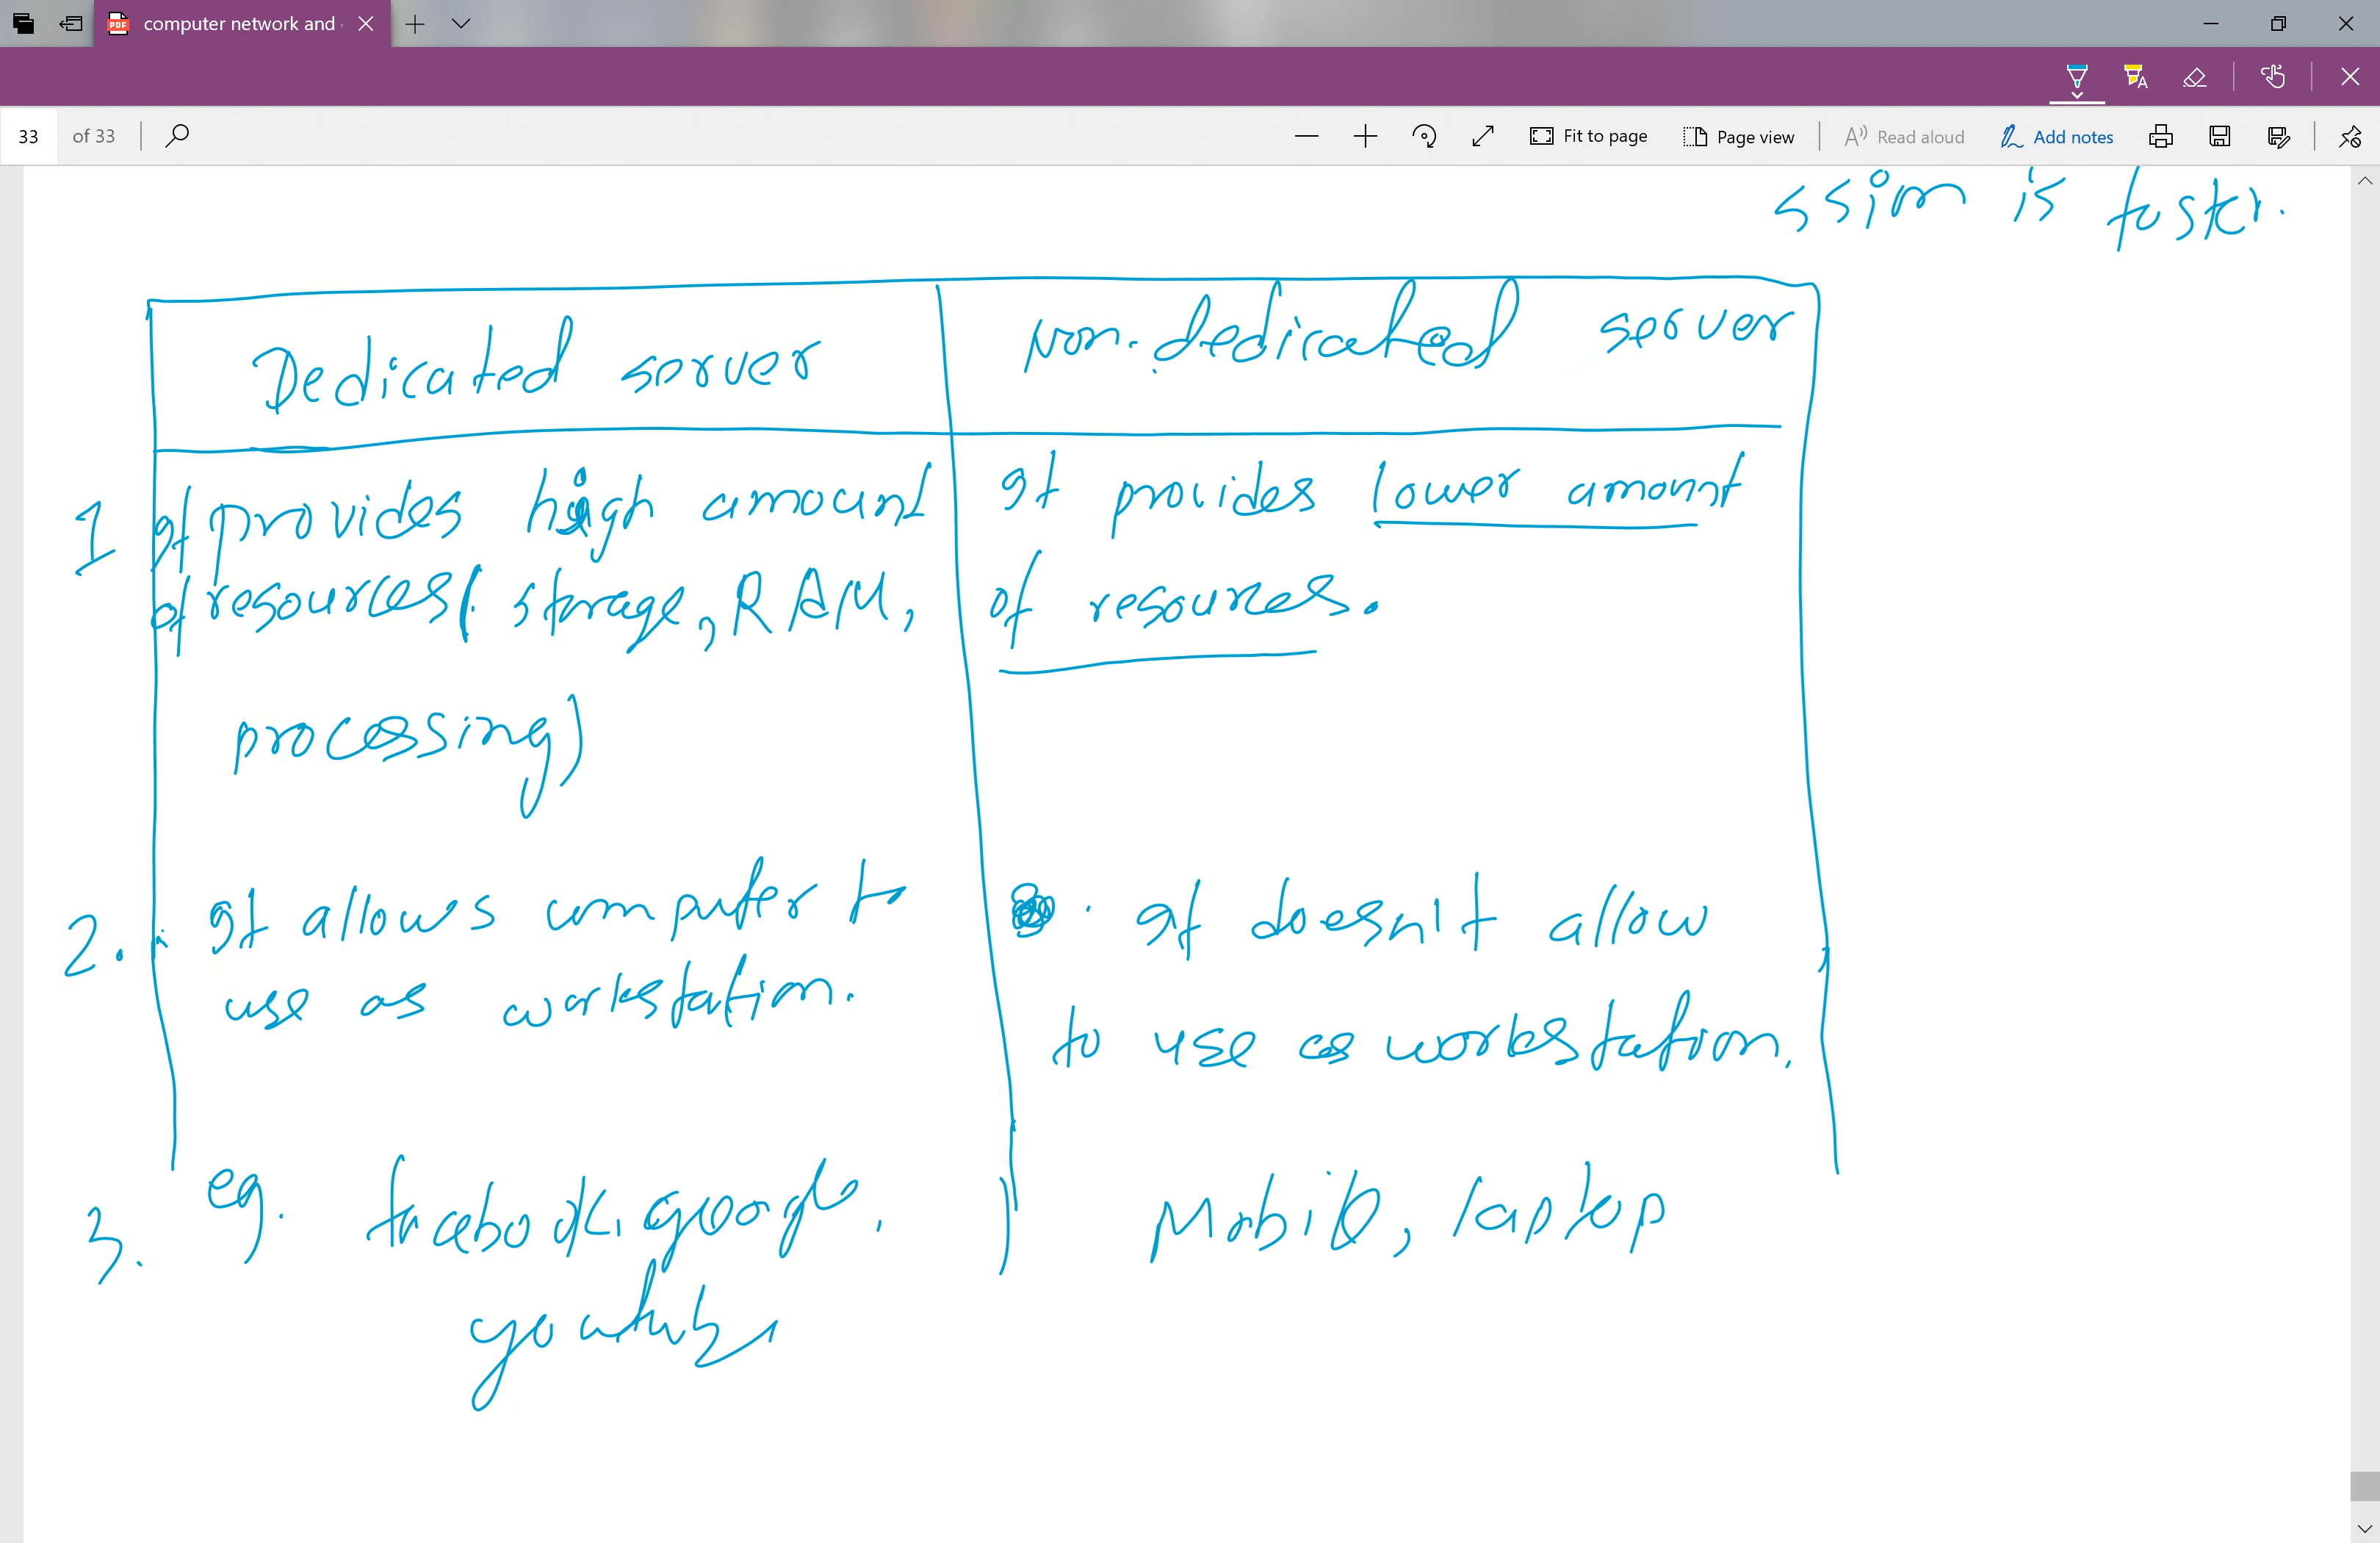 computer network and
33 of 33
Fit to page
Page view
Read aloud
Add notes
ssion is faster.
Dedicated server
Non-dedicated server
1 It provides high amount
of resources( storage, RAM,
processing)
It provides lower amount
of resources.
2. It allows computer to
use as workstation.
It doesn't allow
to use as workstation.
3. eg. facebook, google,
youtube
Mobile, laptop